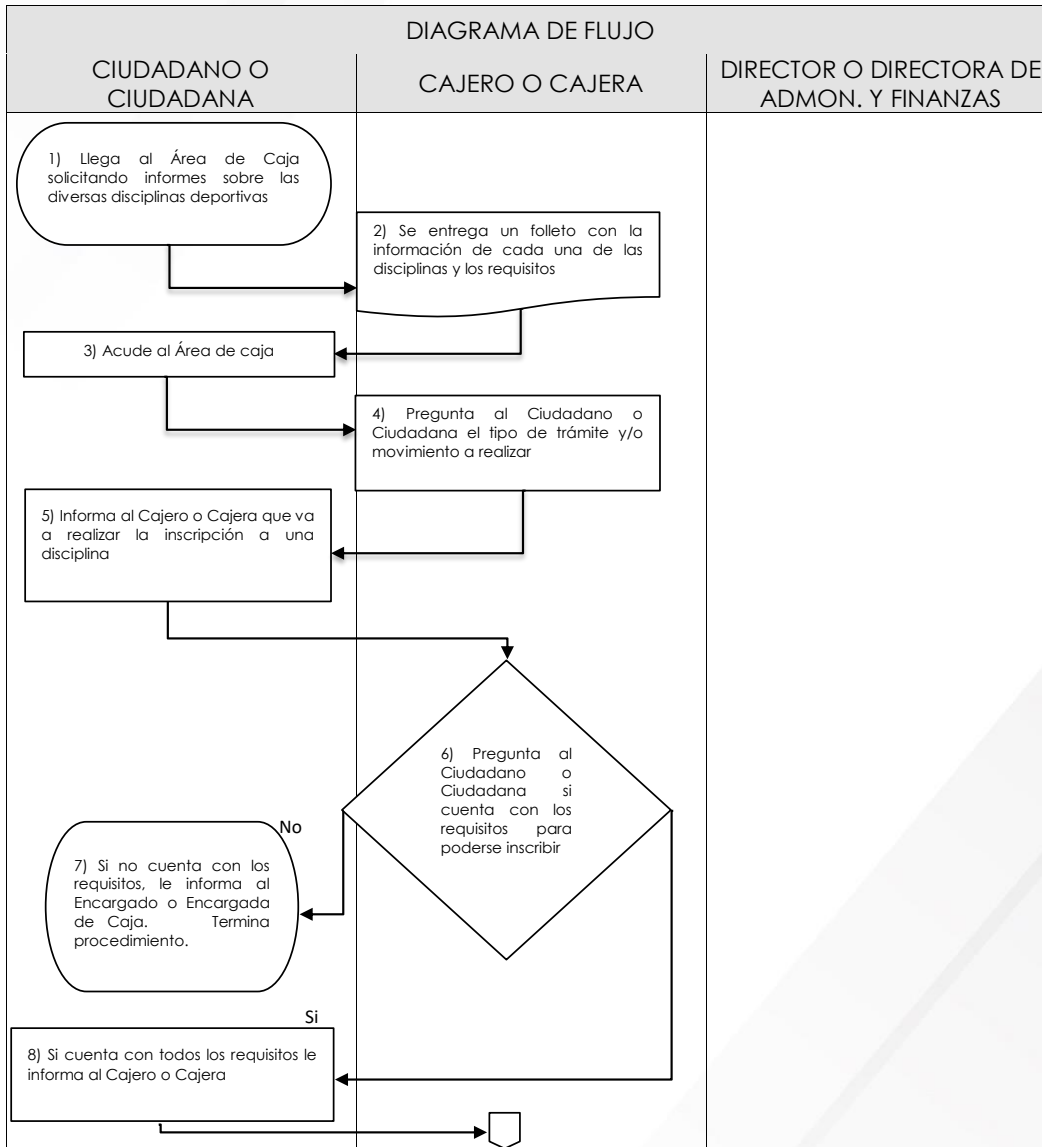 DIAGRAMA DE FLUJO
CIUDADANO O
CIUDADANA
CAJERO O CAJERA
DIRECTOR O DIRECTORA DE
ADMON. Y FINANZAS
1) Llega al Área de Caja
solicitando informes sobre las
diversas disciplinas deportivas
2) Se entrega un folleto con la
información de cada una de las
disciplinas y los requisitos
3) Acude al Área de caja
4) Pregunta al Ciudadano o
Ciudadana el tipo de trámite y/o
movimiento a realizar
5) Informa al Cajero o Cajera que va
a realizar la inscripción a una
disciplina
6) Pregunta al
Ciudadano o
Ciudadana si
cuenta con los
requisitos para
poderse inscribir
No
7) Si no cuenta con los
requisitos, le informa al
Encargado o Encargada
de Caja. Termina
procedimiento.
Si
8) Si cuenta con todos los requisitos le
informa al Cajero o Cajera